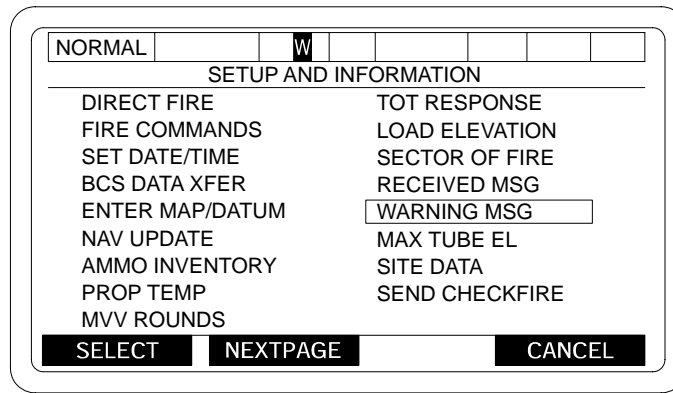 NORMAL W
SETUP AND INFORMATION
DIRECT FIRE
FIRE COMMANDS
SET DATE/TIME
BCS DATA XFER
ENTER MAP/DATUM
NAV UPDATE
AMMO INVENTORY
PROP TEMP
MVV ROUNDS
TOT RESPONSE
LOAD ELEVATION
SECTOR OF FIRE
RECEIVED MSG
WARNING MSG
MAX TUBE EL
SITE DATA
SEND CHECKFIRE
SELECT NEXTPAGE CANCEL